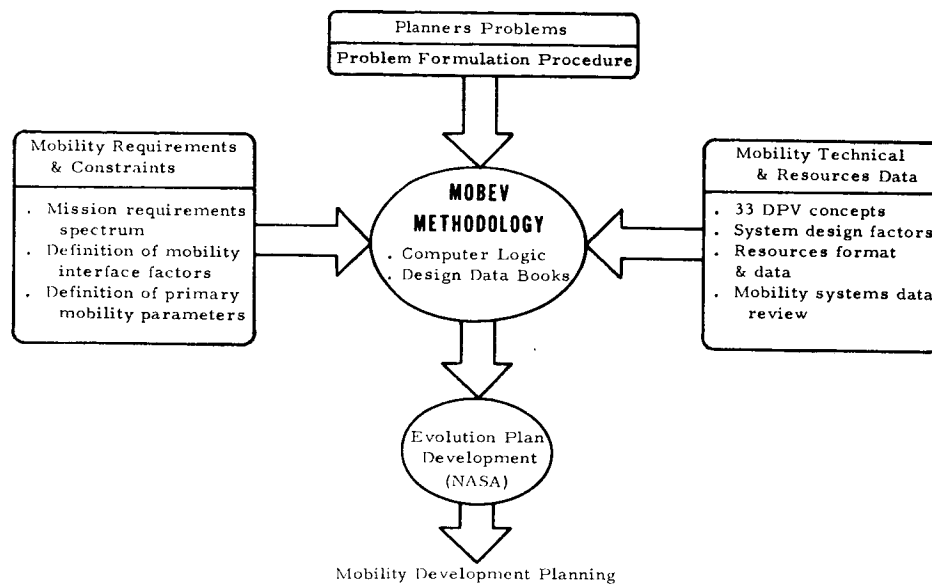 Planners Problems
Problem Formulation Procedure
Mobility Requirements
& Constraints
. Mission requirements
spectrum
. Definition of mobility
interface factors
. Definition of primary
mobility parameters
MOBEV
METHODOLOGY
. Computer Logic
. Design Data Books
Mobility Technical
& Resources Data
. 33 DPV concepts
. System design factors
. Resources format
& data
. Mobility systems data
review
Evolution Plan
Development
(NASA)
Mobility Development Planning